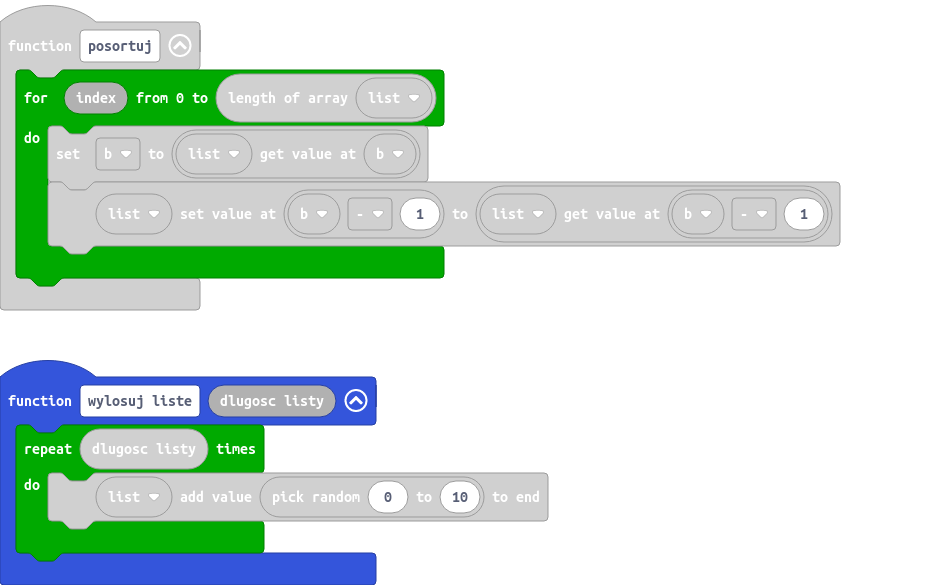 function posortuj
for index from 0 to length of array list
do
set b to list get value at b
list set value at b - 1 to list get value at b - 1
function wylosuj liste dlugosc listy
repeat dlugosc listy times
do
list add value pick random 0 to 10 to end